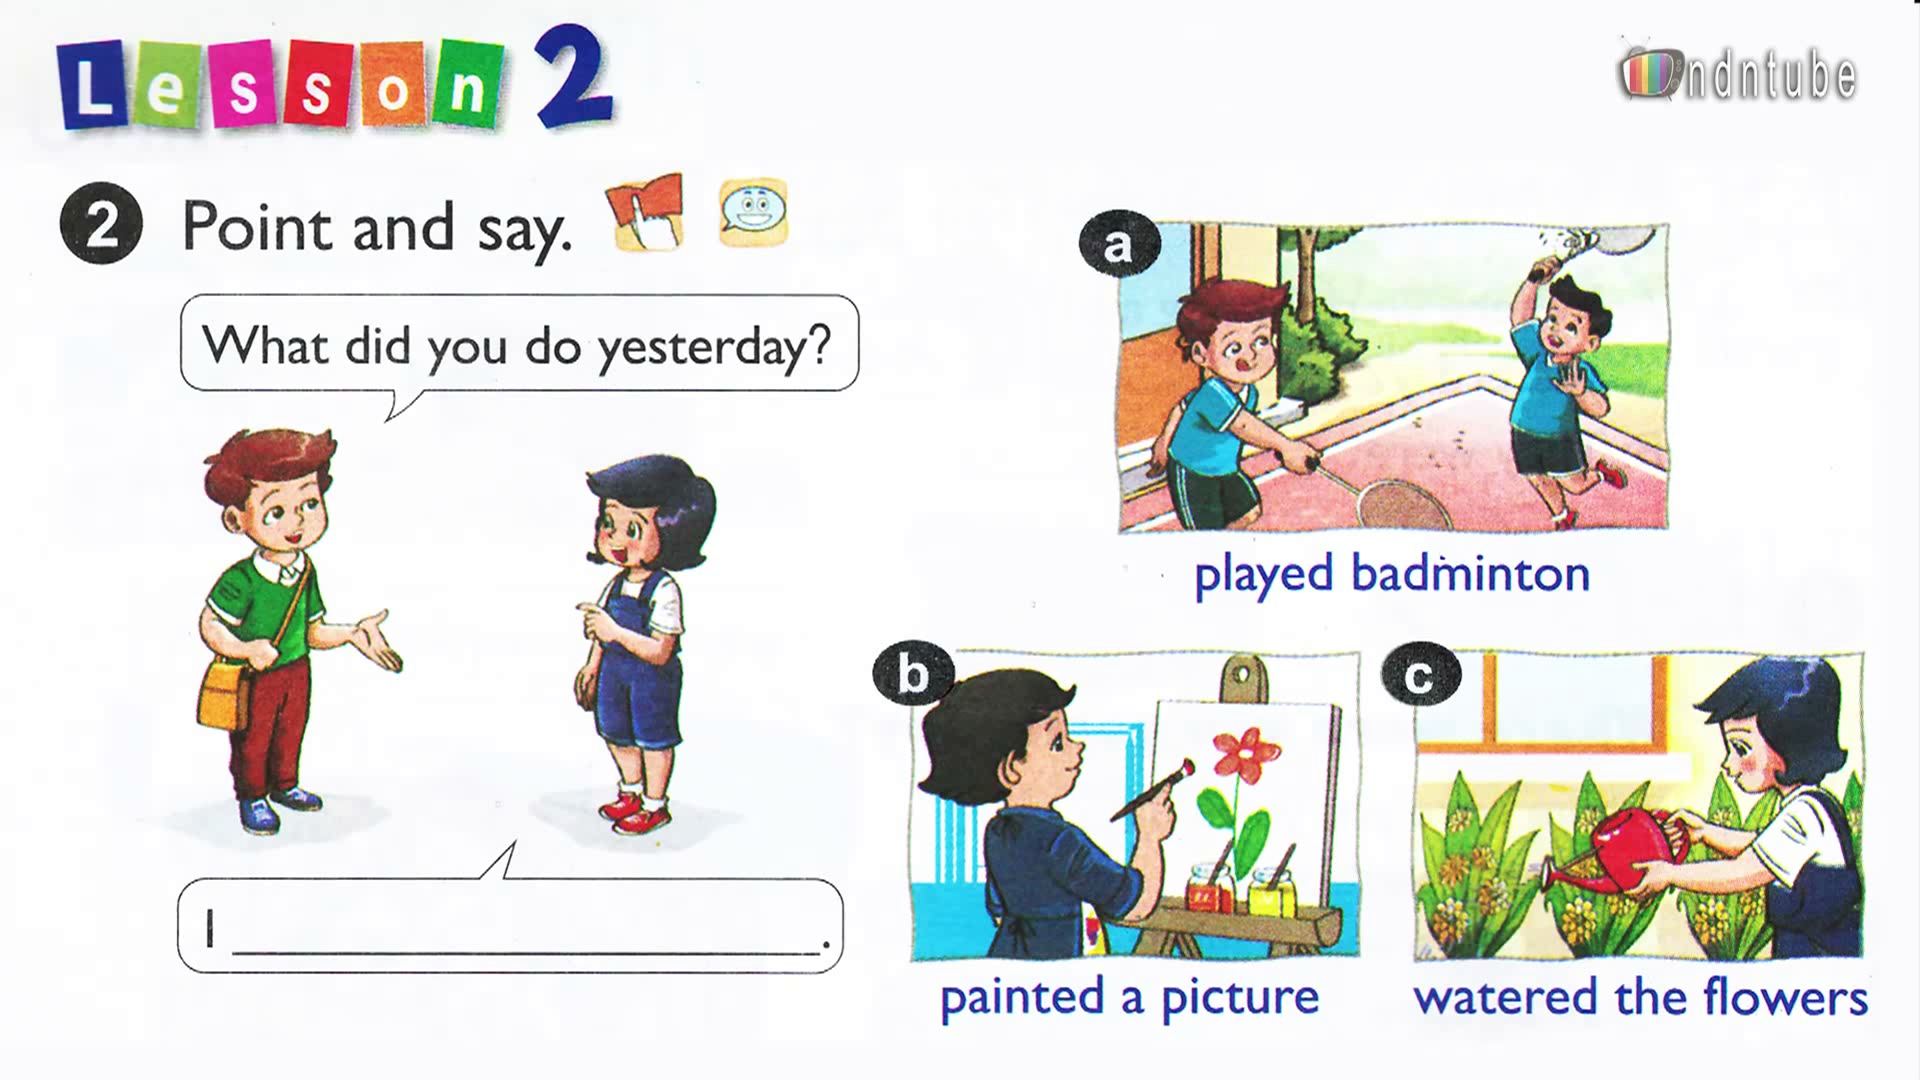 Lesson 2
ndntube
2 Point and say.
What did you do yesterday?
I ______________________.
a
played badminton
b
painted a picture
c
watered the flowers